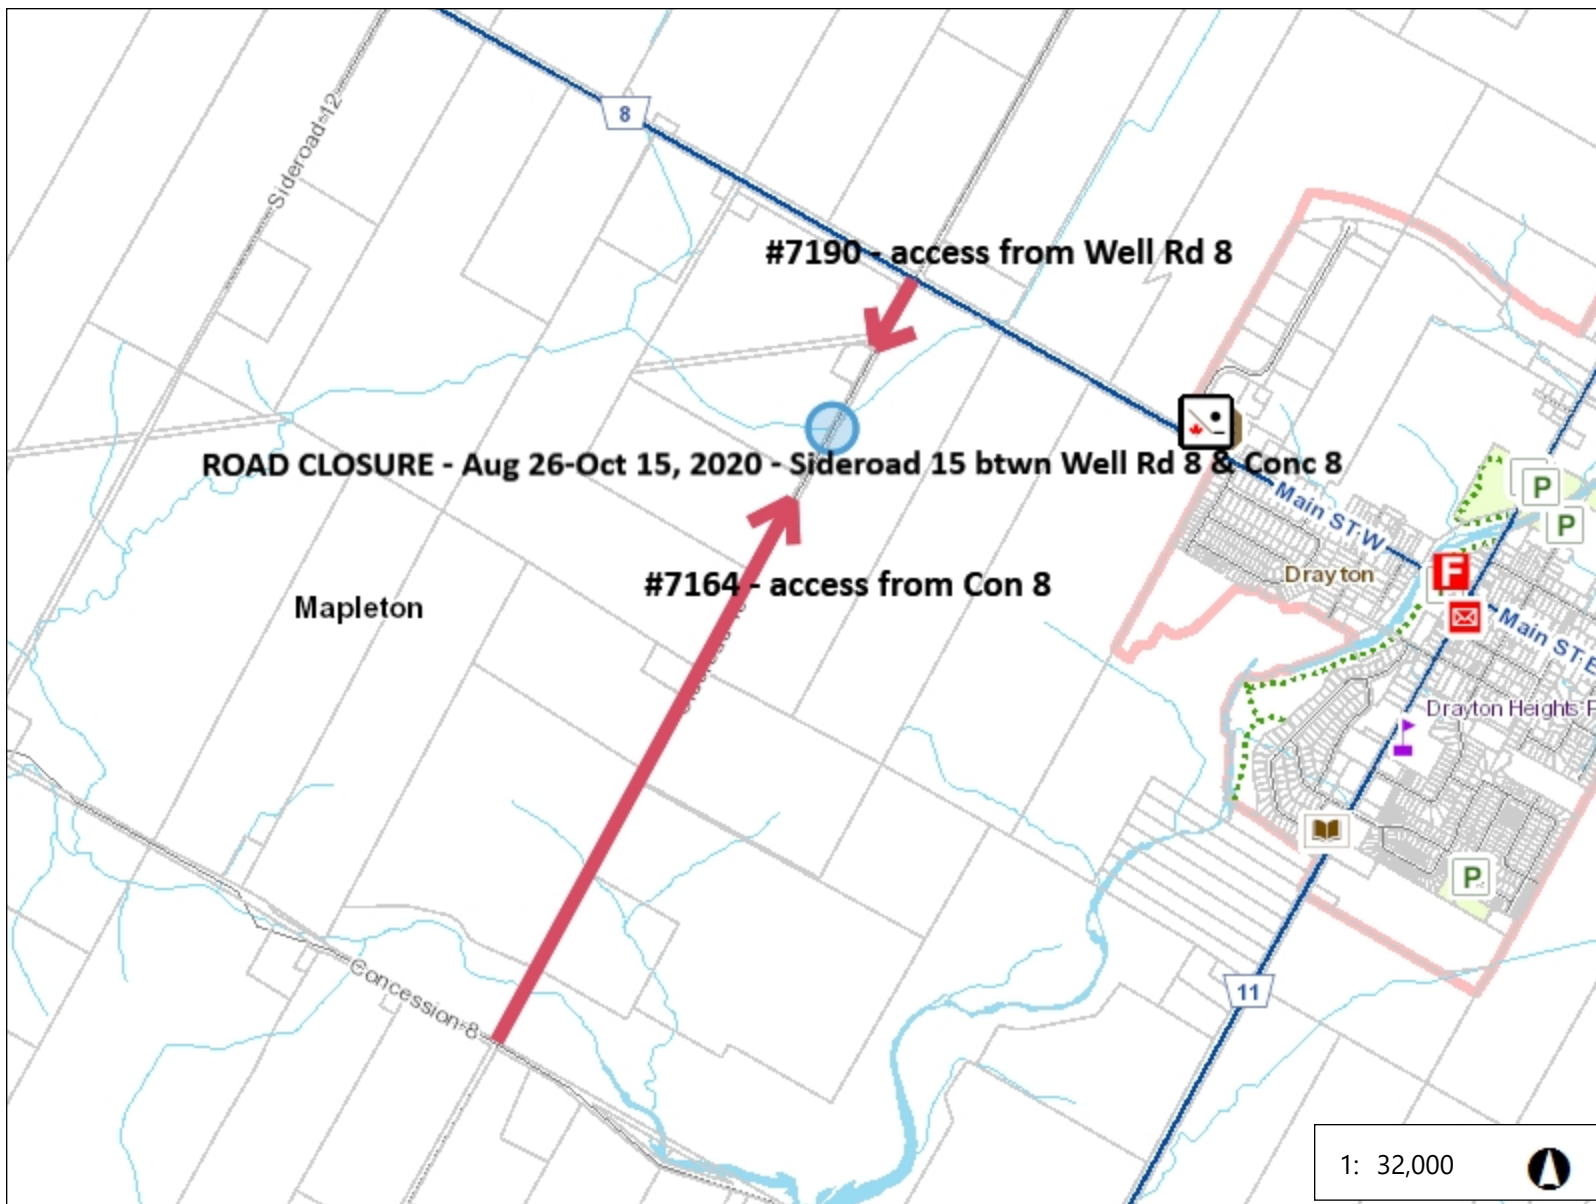 8
Sideroad 12
#7190 - access from Well Rd 8
ROAD CLOSURE - Aug 26-Oct 15, 2020 - Sideroad 15 btwn Well Rd 8 & Conc 8
Main ST W
P
P
F
Drayton
#7164 - access from Con 8
Mapleton
Main ST E
Drayton Heights P
P
Concession 8
11
1: 32,000